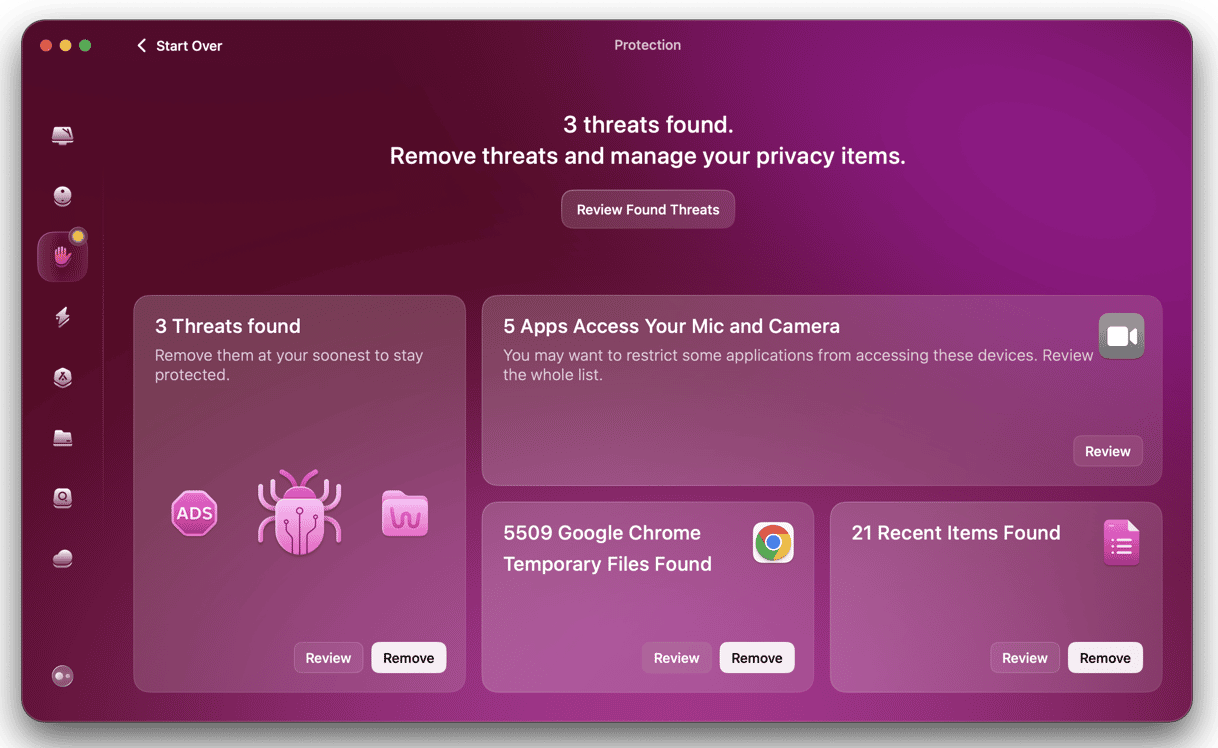 Start Over
Protection
3 threats found.
Remove threats and manage your privacy items.
Review Found Threats
3 Threats found
Remove them at your soonest to stay
protected.
ADS
Review
Remove
5 Apps Access Your Mic and Camera
You may want to restrict some applications from accessing these devices. Review
the whole list.
Review
5509 Google Chrome
Temporary Files Found
Review
Remove
21 Recent Items Found
Review
Remove